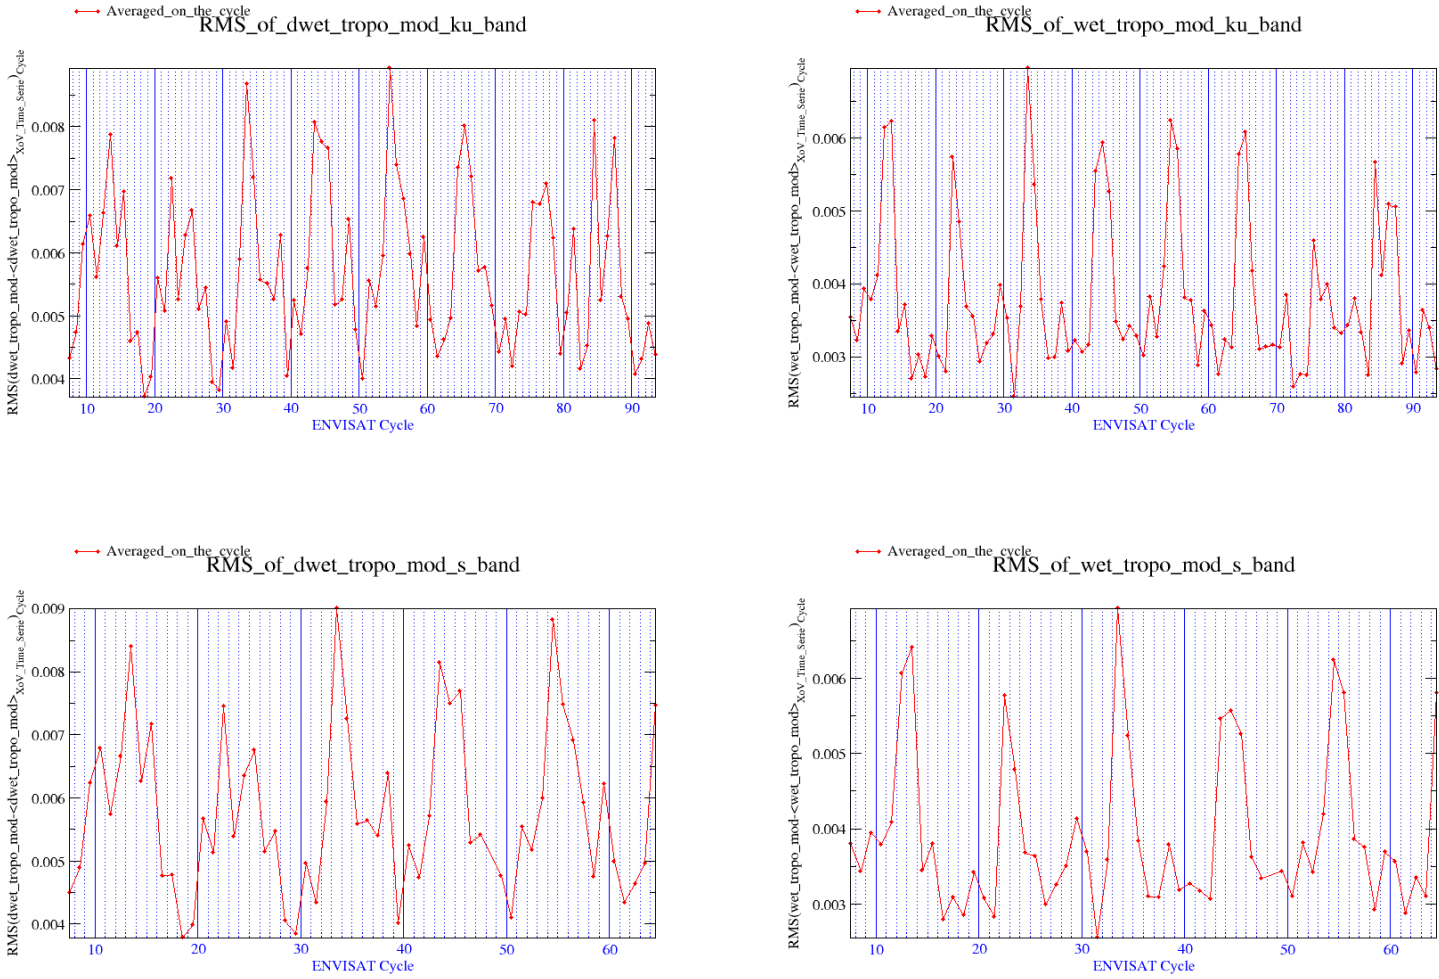 Averaged_on_the_cycle
RMS_of_dwet_tropo_mod_ku_band
RMS(dwet_tropo_mod-<dwet_tropo_mod>XoV_Time_Serie)Cycle
0.008
0.007
0.006
0.005
0.004
10 20 30 40 50 60 70 80 90
ENVISAT Cycle
Averaged_on_the_cycle
RMS_of_wet_tropo_mod_ku_band
RMS(wet_tropo_mod-<wet_tropo_mod>XoV_Time_Serie)Cycle
0.006
0.005
0.004
0.003
10 20 30 40 50 60 70 80 90
ENVISAT Cycle
Averaged_on_the_cycle
RMS_of_dwet_tropo_mod_s_band
RMS(dwet_tropo_mod-<dwet_tropo_mod>XoV_Time_Serie)Cycle
0.009
0.008
0.007
0.006
0.005
0.004
10 20 30 40 50 60
ENVISAT Cycle
Averaged_on_the_cycle
RMS_of_wet_tropo_mod_s_band
RMS(wet_tropo_mod-<wet_tropo_mod>XoV_Time_Serie)Cycle
0.006
0.005
0.004
0.003
10 20 30 40 50 60
ENVISAT Cycle